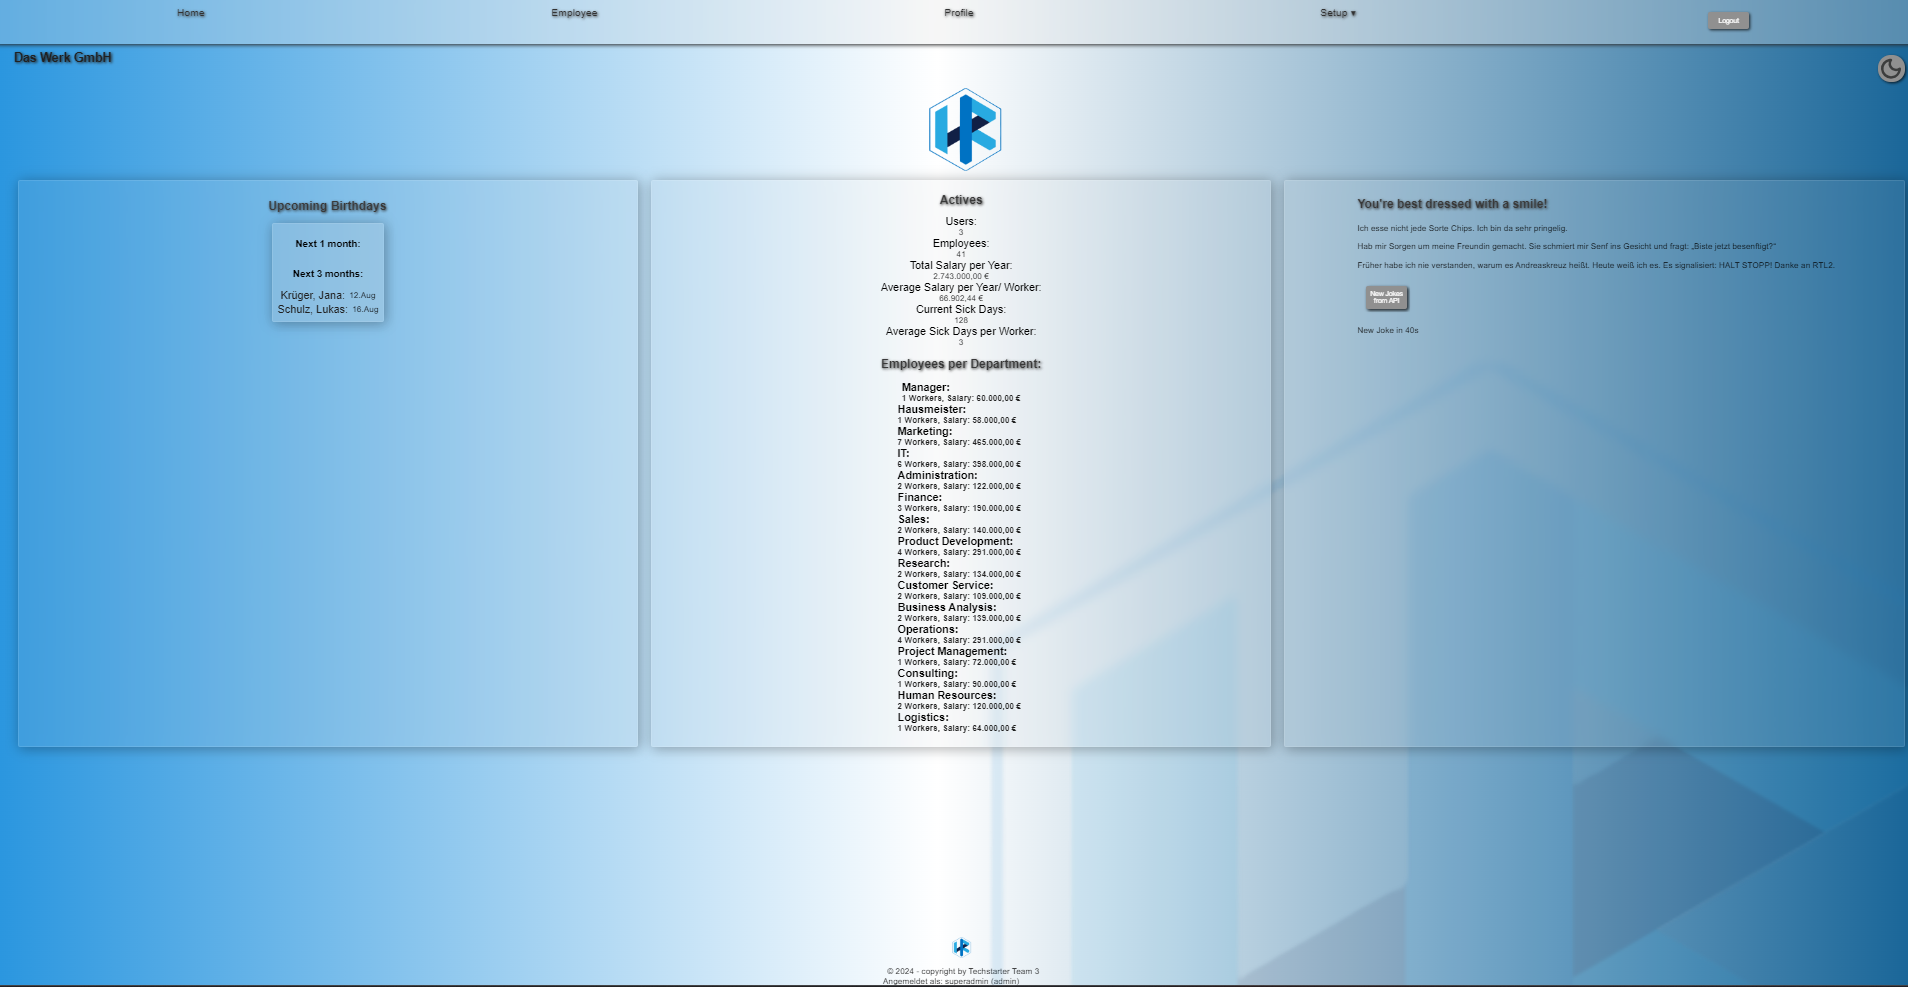 Home
Employee
Profile
Setup ▾
Logout
Das Werk GmbH
Upcoming Birthdays
Next 1 month:
Next 3 months:
Krüger, Jana: 12.Aug
Schulz, Lukas: 16.Aug
Actives
Users:
3
Employees:
41
Total Salary per Year:
2.743.000,00 €
Average Salary per Year/ Worker:
66.902,44 €
Current Sick Days:
128
Average Sick Days per Worker:
3
Employees per Department:
Manager:
1 Workers, Salary: 60.000,00 €
Hausmeister:
1 Workers, Salary: 58.000,00 €
Marketing:
7 Workers, Salary: 465.000,00 €
IT:
6 Workers, Salary: 398.000,00 €
Administration:
2 Workers, Salary: 122.000,00 €
Finance:
3 Workers, Salary: 190.000,00 €
Sales:
2 Workers, Salary: 140.000,00 €
Product Development:
4 Workers, Salary: 291.000,00 €
Research:
2 Workers, Salary: 134.000,00 €
Customer Service:
2 Workers, Salary: 109.000,00 €
Business Analysis:
2 Workers, Salary: 139.000,00 €
Operations:
4 Workers, Salary: 291.000,00 €
Project Management:
1 Workers, Salary: 72.000,00 €
Consulting:
1 Workers, Salary: 90.000,00 €
Human Resources:
2 Workers, Salary: 120.000,00 €
Logistics:
1 Workers, Salary: 64.000,00 €
You're best dressed with a smile!
Ich esse nicht jede Sorte Chips. Ich bin da sehr pringelig.
Hab mir Sorgen um meine Freundin gemacht. Sie schmiert mir Senf ins Gesicht und fragt: „Biste jetzt besenftigt?"
Früher habe ich nie verstanden, warum es Andreaskreuz heißt. Heute weiß ich es. Es signalisiert: HALT STOPP! Danke an RTL2.
New Jokes
from API
New Joke in 40s
© 2024 - copyright by Techstarter Team 3
Angemeldet als: superadmin (admin)